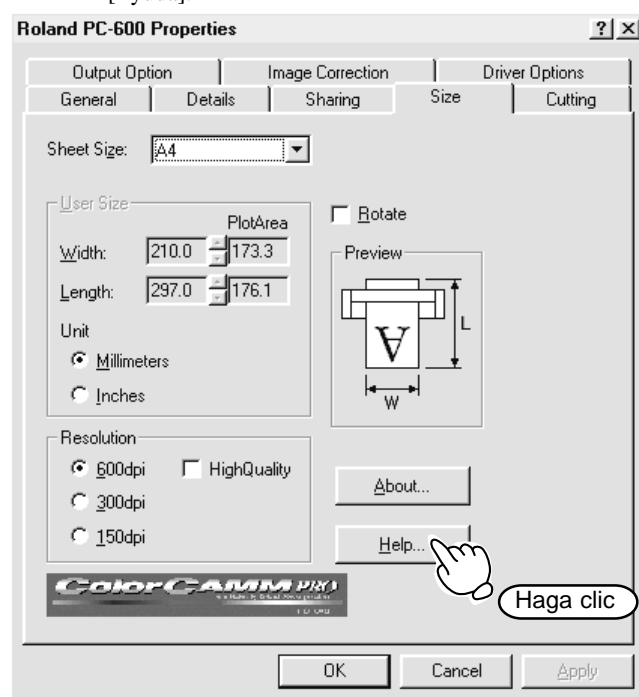 Roland PC-600 Properties
? ×
Output Option Image Correction Driver Options
General Details Sharing Size Cutting
Sheet Size: A4
User Size
PlotArea
Width: 210.0 173.3
Length: 297.0 176.1
Unit
Millimeters
Inches
Rotate
Preview
A
L
W
Resolution
600dpi HighQuality
300dpi
150dpi
About...
Help...
Haga clic
ColorCAMM PRO
OK Cancel Apply